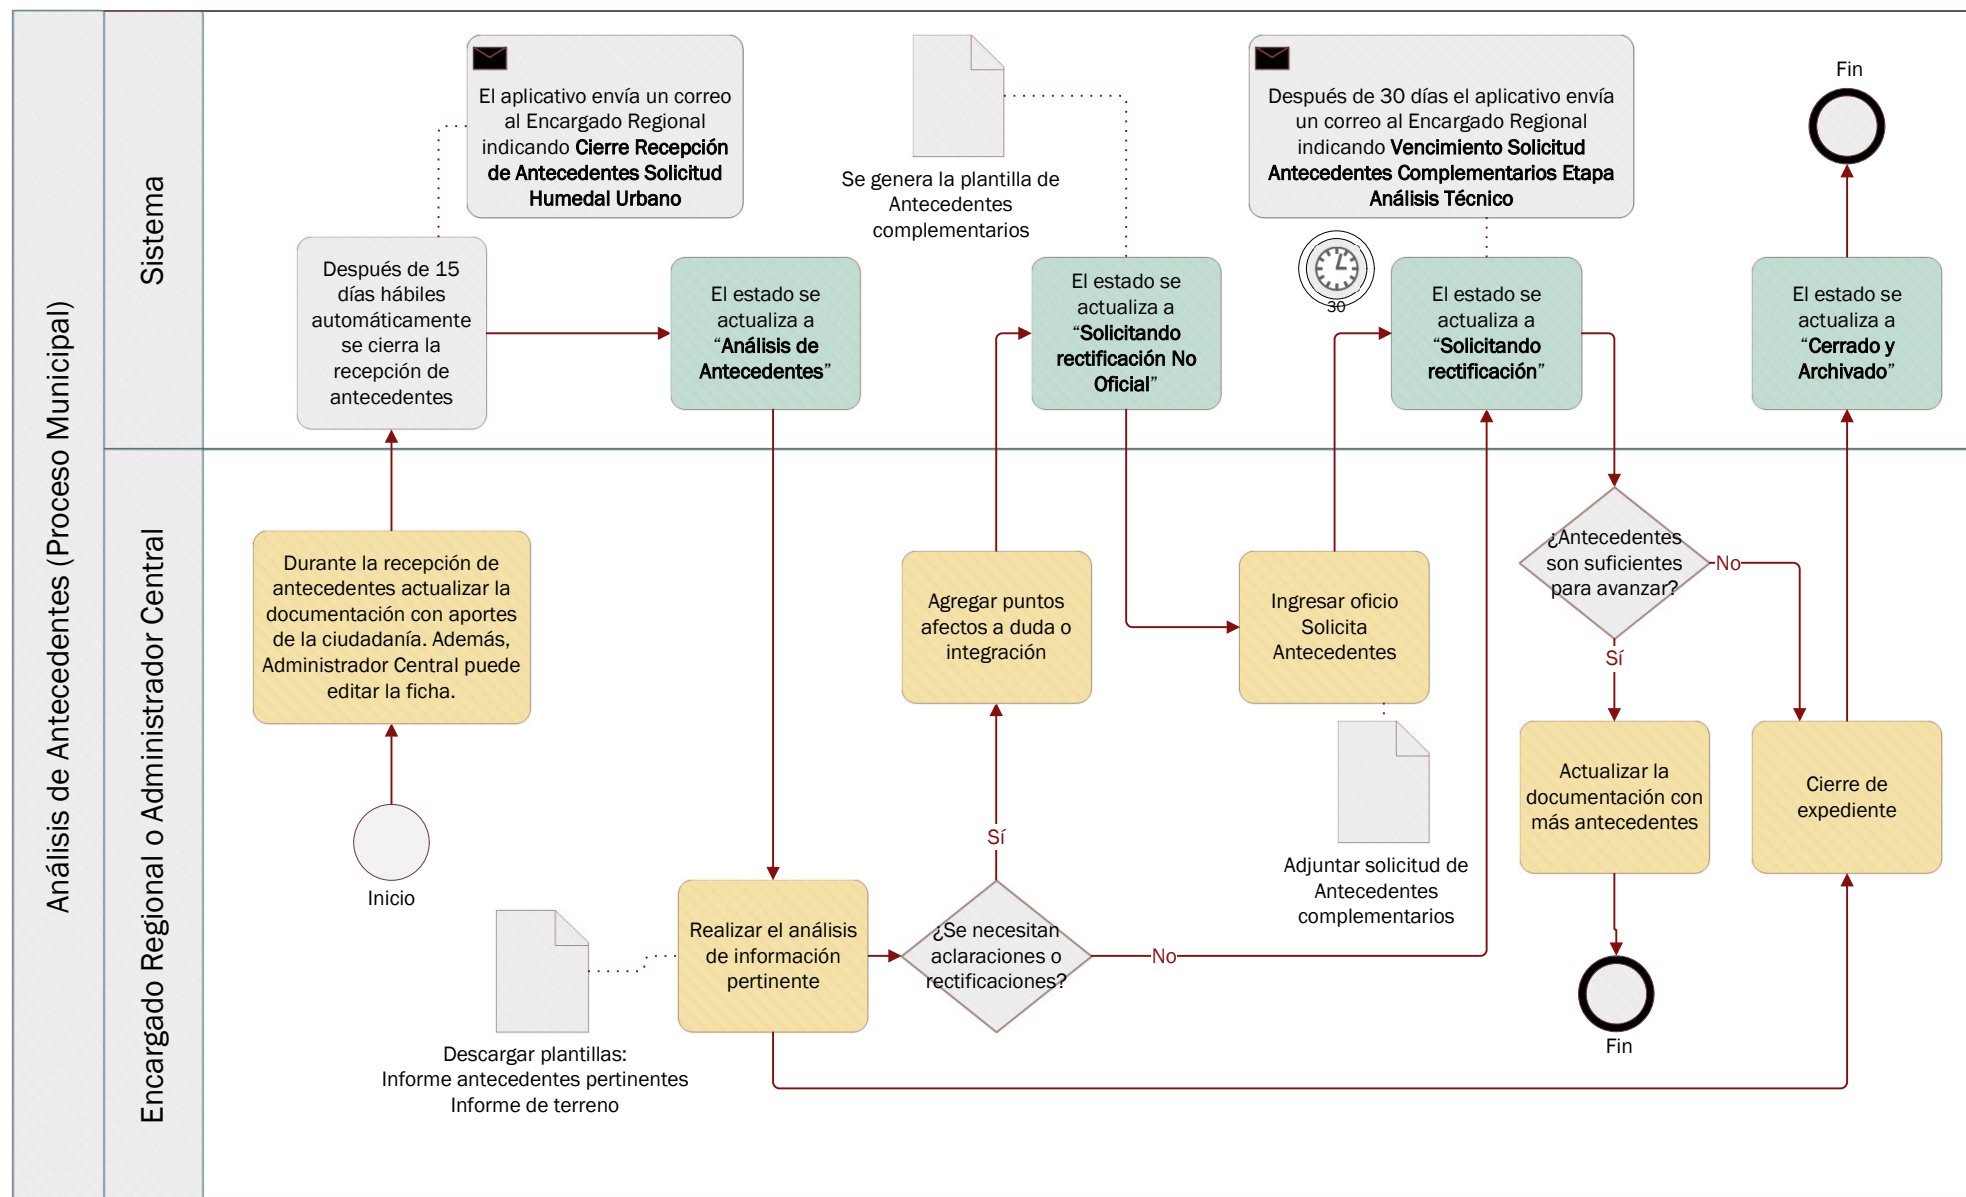 Análisis de Antecedentes (Proceso Municipal)
Sistema
El aplicativo envía un correo
al Encargado Regional
indicando Cierre Recepción
de Antecedentes Solicitud
Humedal Urbano
Se genera la plantilla de
Antecedentes
complementarios
Después de 30 días el aplicativo envía
un correo al Encargado Regional
indicando Vencimiento Solicitud
Antecedentes Complementarios Etapa
Análisis Técnico
Fin
Después de 15
días hábiles
automáticamente
se cierra la
recepción de
antecedentes
El estado se
actualiza a
“Análisis de
Antecedentes”
El estado se
actualiza a
“Solicitando
rectificación No
Oficial”
30
El estado se
actualiza a
“Solicitando
rectificación”
El estado se
actualiza a
“Cerrado y
Archivado”
Encargado Regional o Administrador Central
Durante la recepción de
antecedentes actualizar la
documentación con aportes
de la ciudadanía. Además,
Administrador Central puede
editar la ficha.
Inicio
Agregar puntos
afectos a duda o
integración
Ingresar oficio
Solicita
Antecedentes
¿Antecedentes
son suficientes
para avanzar?
No
Sí
Adjuntar solicitud de
Antecedentes
complementarios
Actualizar la
documentación con
más antecedentes
Cierre de
expediente
Sí
Realizar el análisis
de información
pertinente
¿Se necesitan
aclaraciones o
rectificaciones?
No
Fin
Descargar plantillas:
Informe antecedentes pertinentes
Informe de terreno